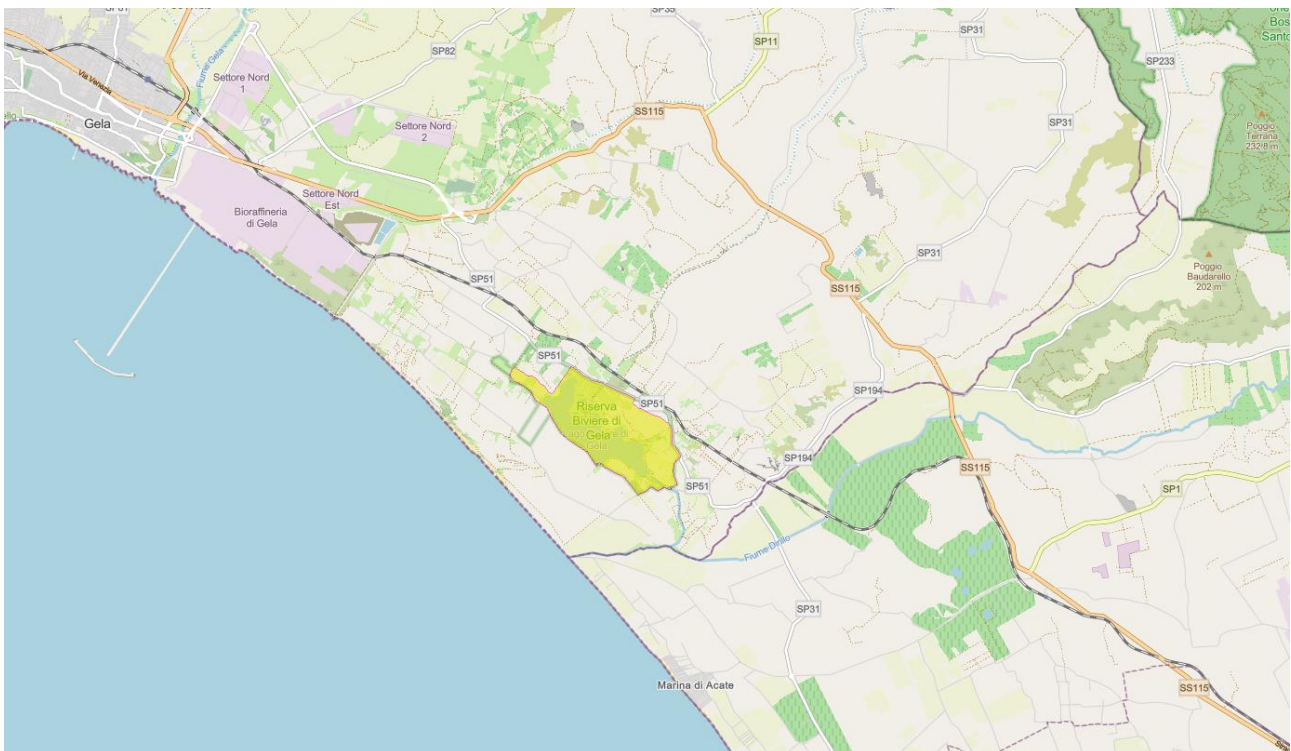 SP82
SP11
SP31
SP233
Santo
Fiume Gela
Via Venezia
Settore Nord
1
Gela
Settore Nord
2
SS115
SP31
Poggio
Terrana
232.8 m
Settore Nord
Est
Bioraffineria
di Gela
SP51
SP31
SS115
Poggio
Baudarello
202 m
SP51
Riserva
Biviere di
Gela
SP51
SP194
SP194
SS115
SP51
SP1
Fiume Dirillo
SP31
Marina di Acate
SS115